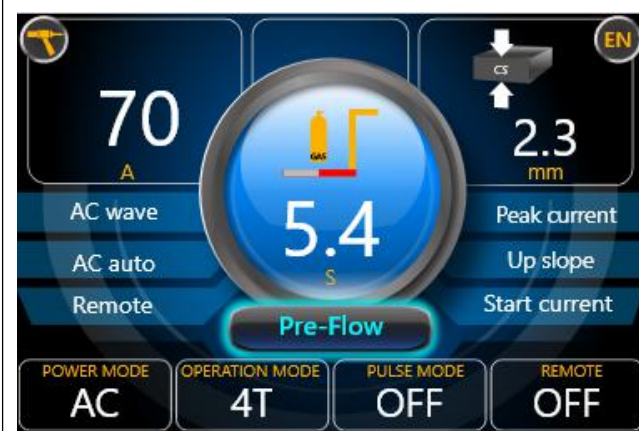 EN
CS
70
A
2.3
mm
GAS
5.4
S
AC wave
AC auto
Remote
Peak current
Up slope
Start current
Pre-Flow
POWER MODE
AC
OPERATION MODE
4T
PULSE MODE
OFF
REMOTE
OFF